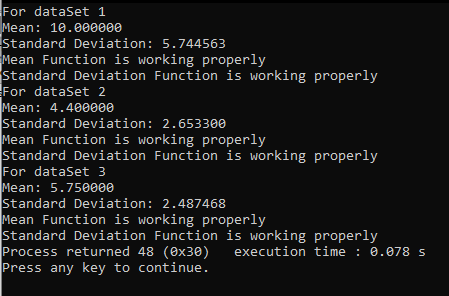 For dataSet 1
Mean: 10.000000
Standard Deviation: 5.744563
Mean Function is working properly
Standard Deviation Function is working properly
For dataSet 2
Mean: 4.400000
Standard Deviation: 2.653300
Mean Function is working properly
Standard Deviation Function is working properly
For dataSet 3
Mean: 5.750000
Standard Deviation: 2.487468
Mean Function is working properly
Standard Deviation Function is working properly
Process returned 48 (0x30)   execution time : 0.078 s
Press any key to continue.